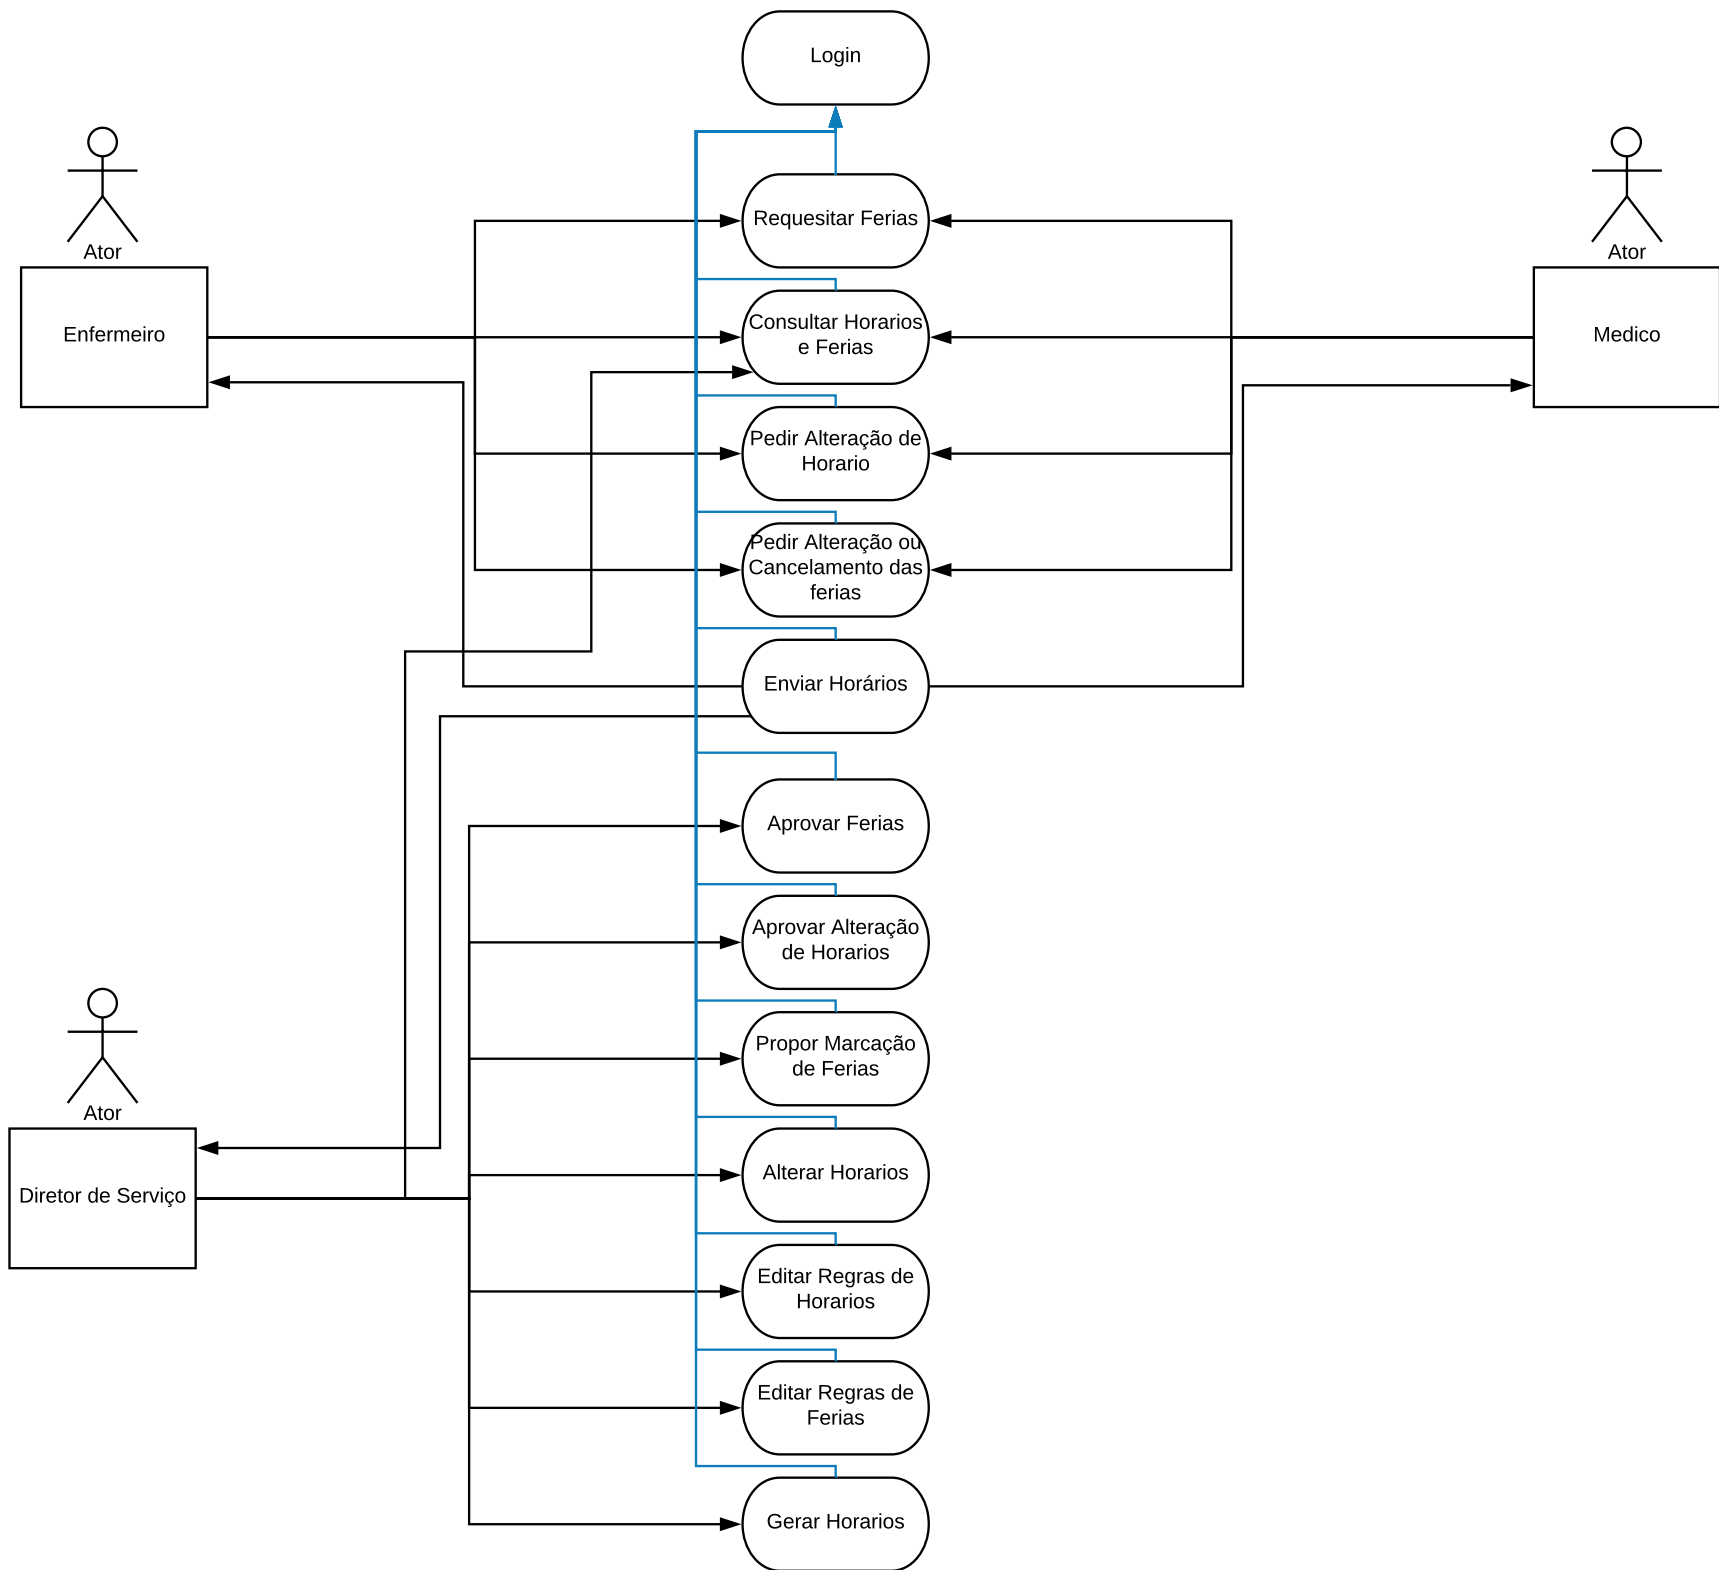 Login
Ator
Enfermeiro
Ator
Medico
Requesitar Ferias
Consultar Horarios
e Ferias
Pedir Alteração de
Horario
Pedir Alteração ou
Cancelamento das
ferias
Enviar Horários
Aprovar Ferias
Aprovar Alteração
de Horarios
Ator
Diretor de Serviço
Propor Marcação
de Ferias
Alterar Horarios
Editar Regras de
Horarios
Editar Regras de
Ferias
Gerar Horarios